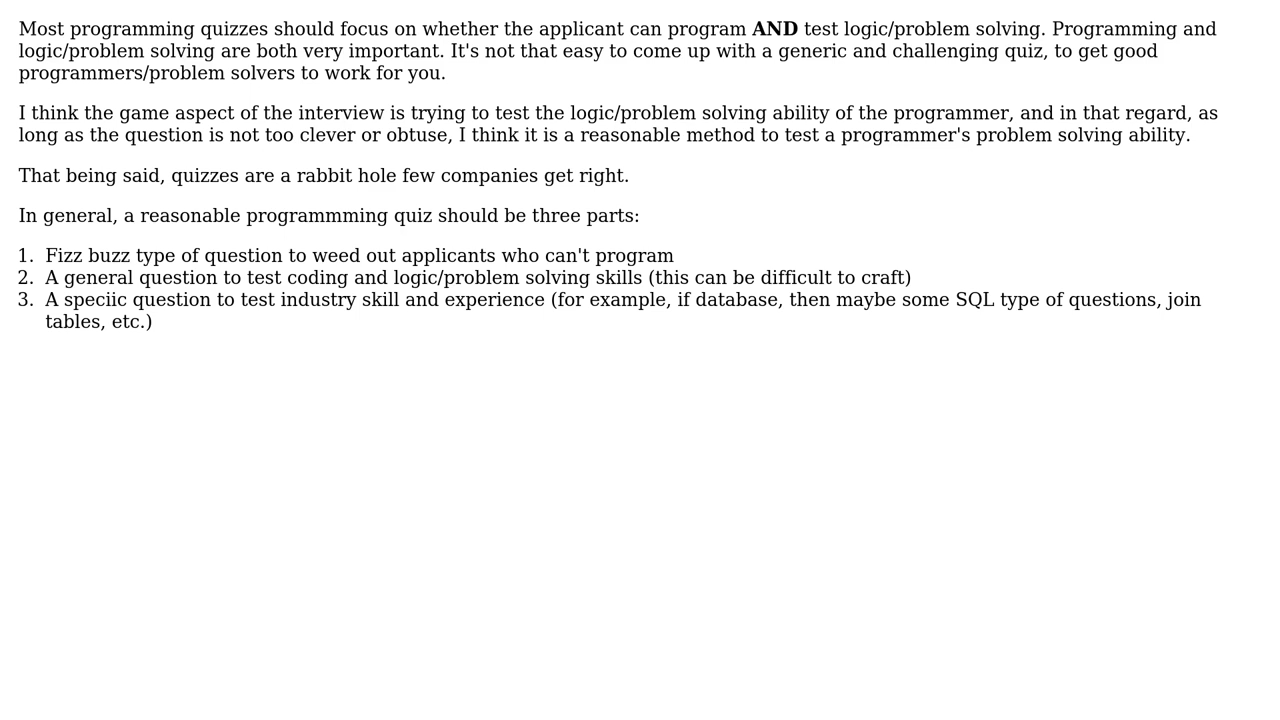 Most programming quizzes should focus on whether the applicant can program AND test logic/problem solving. Programming and
logic/problem solving are both very important. It's not that easy to come up with a generic and challenging quiz, to get good
programmers/problem solvers to work for you.
I think the game aspect of the interview is trying to test the logic/problem solving ability of the programmer, and in that regard, as
long as the question is not too clever or obtuse, I think it is a reasonable method to test a programmer's problem solving ability.
That being said, quizzes are a rabbit hole few companies get right.
In general, a reasonable programmming quiz should be three parts:
1. Fizz buzz type of question to weed out applicants who can't program
2. A general question to test coding and logic/problem solving skills (this can be difficult to craft)
3. A speciic question to test industry skill and experience (for example, if database, then maybe some SQL type of questions, join
tables, etc.)